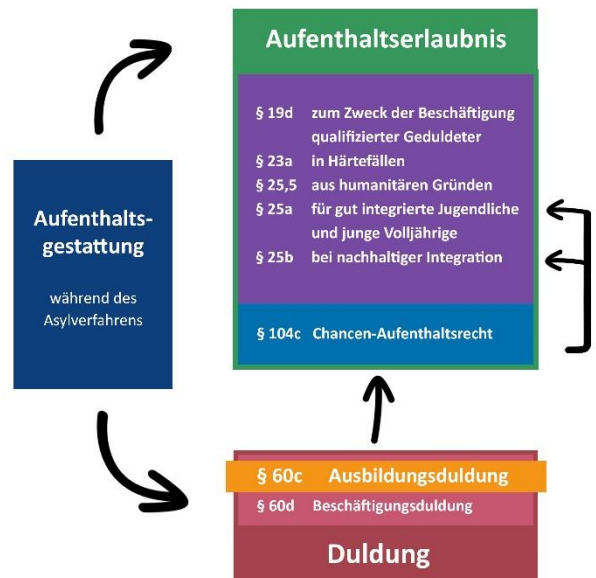 Aufenthaltserlaubnis
§ 19d zum Zweck der Beschäftigung
qualifizierter Geduldeter
§ 23a in Härtefällen
§ 25,5 aus humanitären Gründen
§ 25a für gut integrierte Jugendliche
und junge Volljährige
§ 25b bei nachhaltiger Integration
§ 104c Chancen-Aufenthaltsrecht
Aufenthalts-
gestattung
während des
Asylverfahrens
§ 60c Ausbildungsduldung
§ 60d Beschäftigungsduldung
Duldung